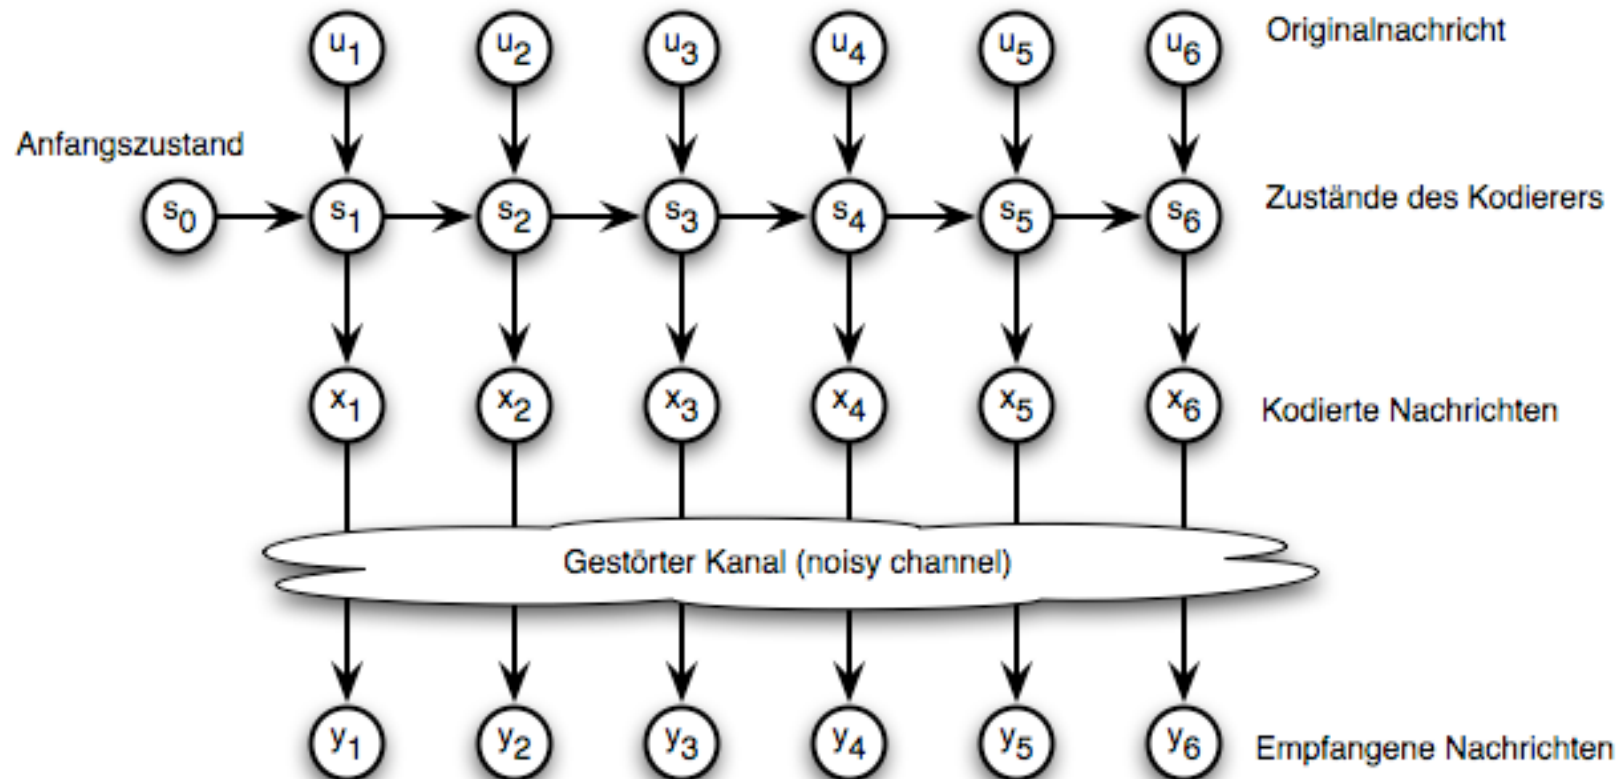 u1 u2 u3 u4 u5 u6 Originalnachricht
Anfangszustand
s0 s1 s2 s3 s4 s5 s6 Zustände des Kodierers
x1 x2 x3 x4 x5 x6 Kodierte Nachrichten
Gestörter Kanal (noisy channel)
y1 y2 y3 y4 y5 y6 Empfangene Nachrichten